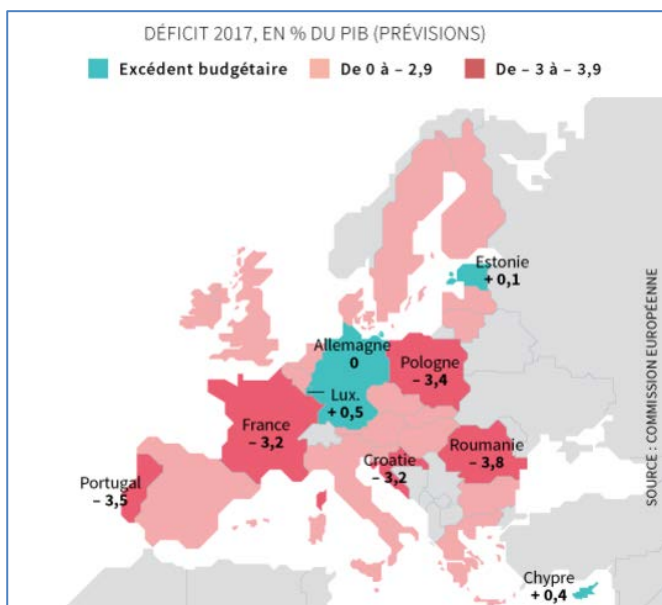 DÉFICIT 2017, EN % DU PIB (PRÉVISIONS)
Excédent budgétaire De 0 à – 2,9 De – 3 à – 3,9
Estonie
+ 0,1
Allemagne
0
Pologne
– 3,4
Lux.
+ 0,5
France
– 3,2
Croatie
– 3,2
Roumanie
– 3,8
Portugal
– 3,5
Chypre
+ 0,4
SOURCE : COMMISSION EUROPÉENNE